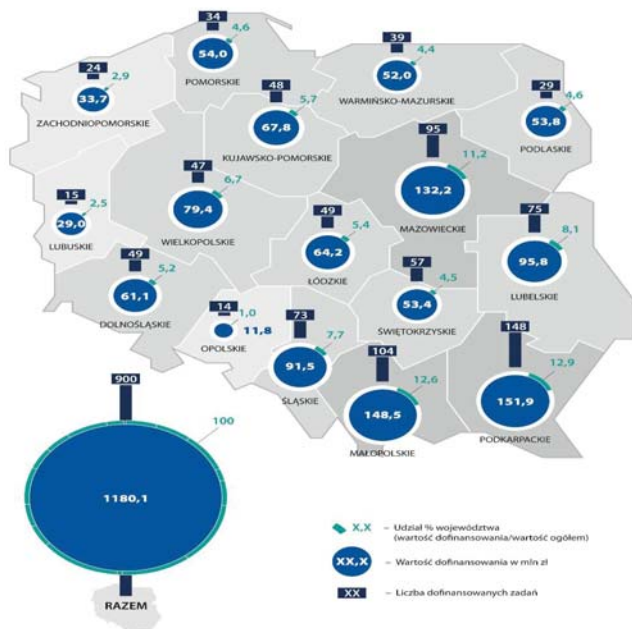 34
4,6
54,0
POMORSKIE
39
4,4
52,0
WARMIŃSKO-MAZURSKIE
24
2,9
33,7
ZACHODNIOPOMORSKIE
48
5,7
67,8
KUJAWSKO-POMORSKIE
29
4,6
53,8
PODLASKIE
95
11,2
132,2
MAZOWIECKIE
47
6,7
79,4
WIELKOPOLSKIE
15
2,5
29,0
LUBUSKIE
49
5,4
64,2
ŁÓDZKIE
75
8,1
95,8
LUBELSKIE
49
5,2
61,1
DOLNOŚLĄSKIE
57
4,5
53,4
ŚWIĘTOKRZYSKIE
14
1,0
11,8
OPOLSKIE
73
7,7
91,5
ŚLĄSKIE
104
12,6
148,5
MAŁOPOLSKIE
148
12,9
151,9
PODKARPACKIE
900
100
1180,1
RAZEM
X,X – Udział % województwa
(wartość dofinansowania/wartość ogółem)
XX,X – Wartość dofinansowania w mln zł
XX – Liczba dofinansowanych zadań